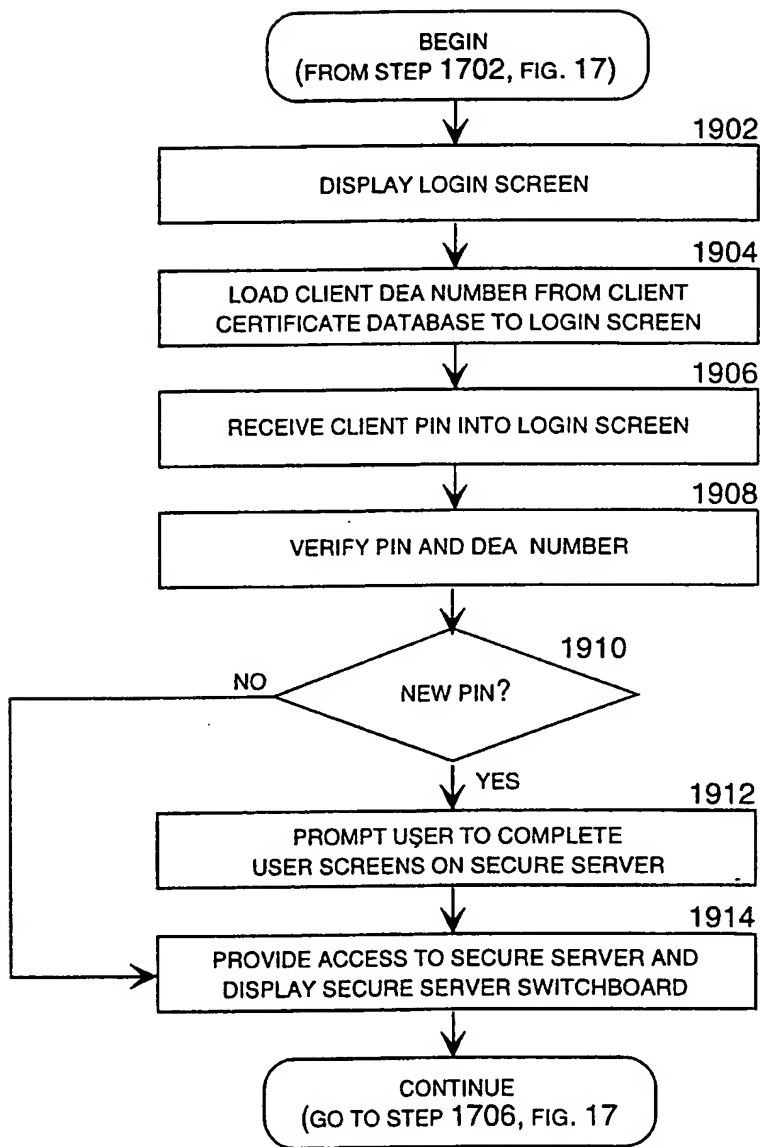 BEGIN
(FROM STEP 1702, FIG. 17)
1902
DISPLAY LOGIN SCREEN
1904
LOAD CLIENT DEA NUMBER FROM CLIENT
CERTIFICATE DATABASE TO LOGIN SCREEN
1906
RECEIVE CLIENT PIN INTO LOGIN SCREEN
1908
VERIFY PIN AND DEA NUMBER
1910
NO
NEW PIN?
YES
1912
PROMPT USER TO COMPLETE
USER SCREENS ON SECURE SERVER
1914
PROVIDE ACCESS TO SECURE SERVER AND
DISPLAY SECURE SERVER SWITCHBOARD
CONTINUE
(GO TO STEP 1706, FIG. 17